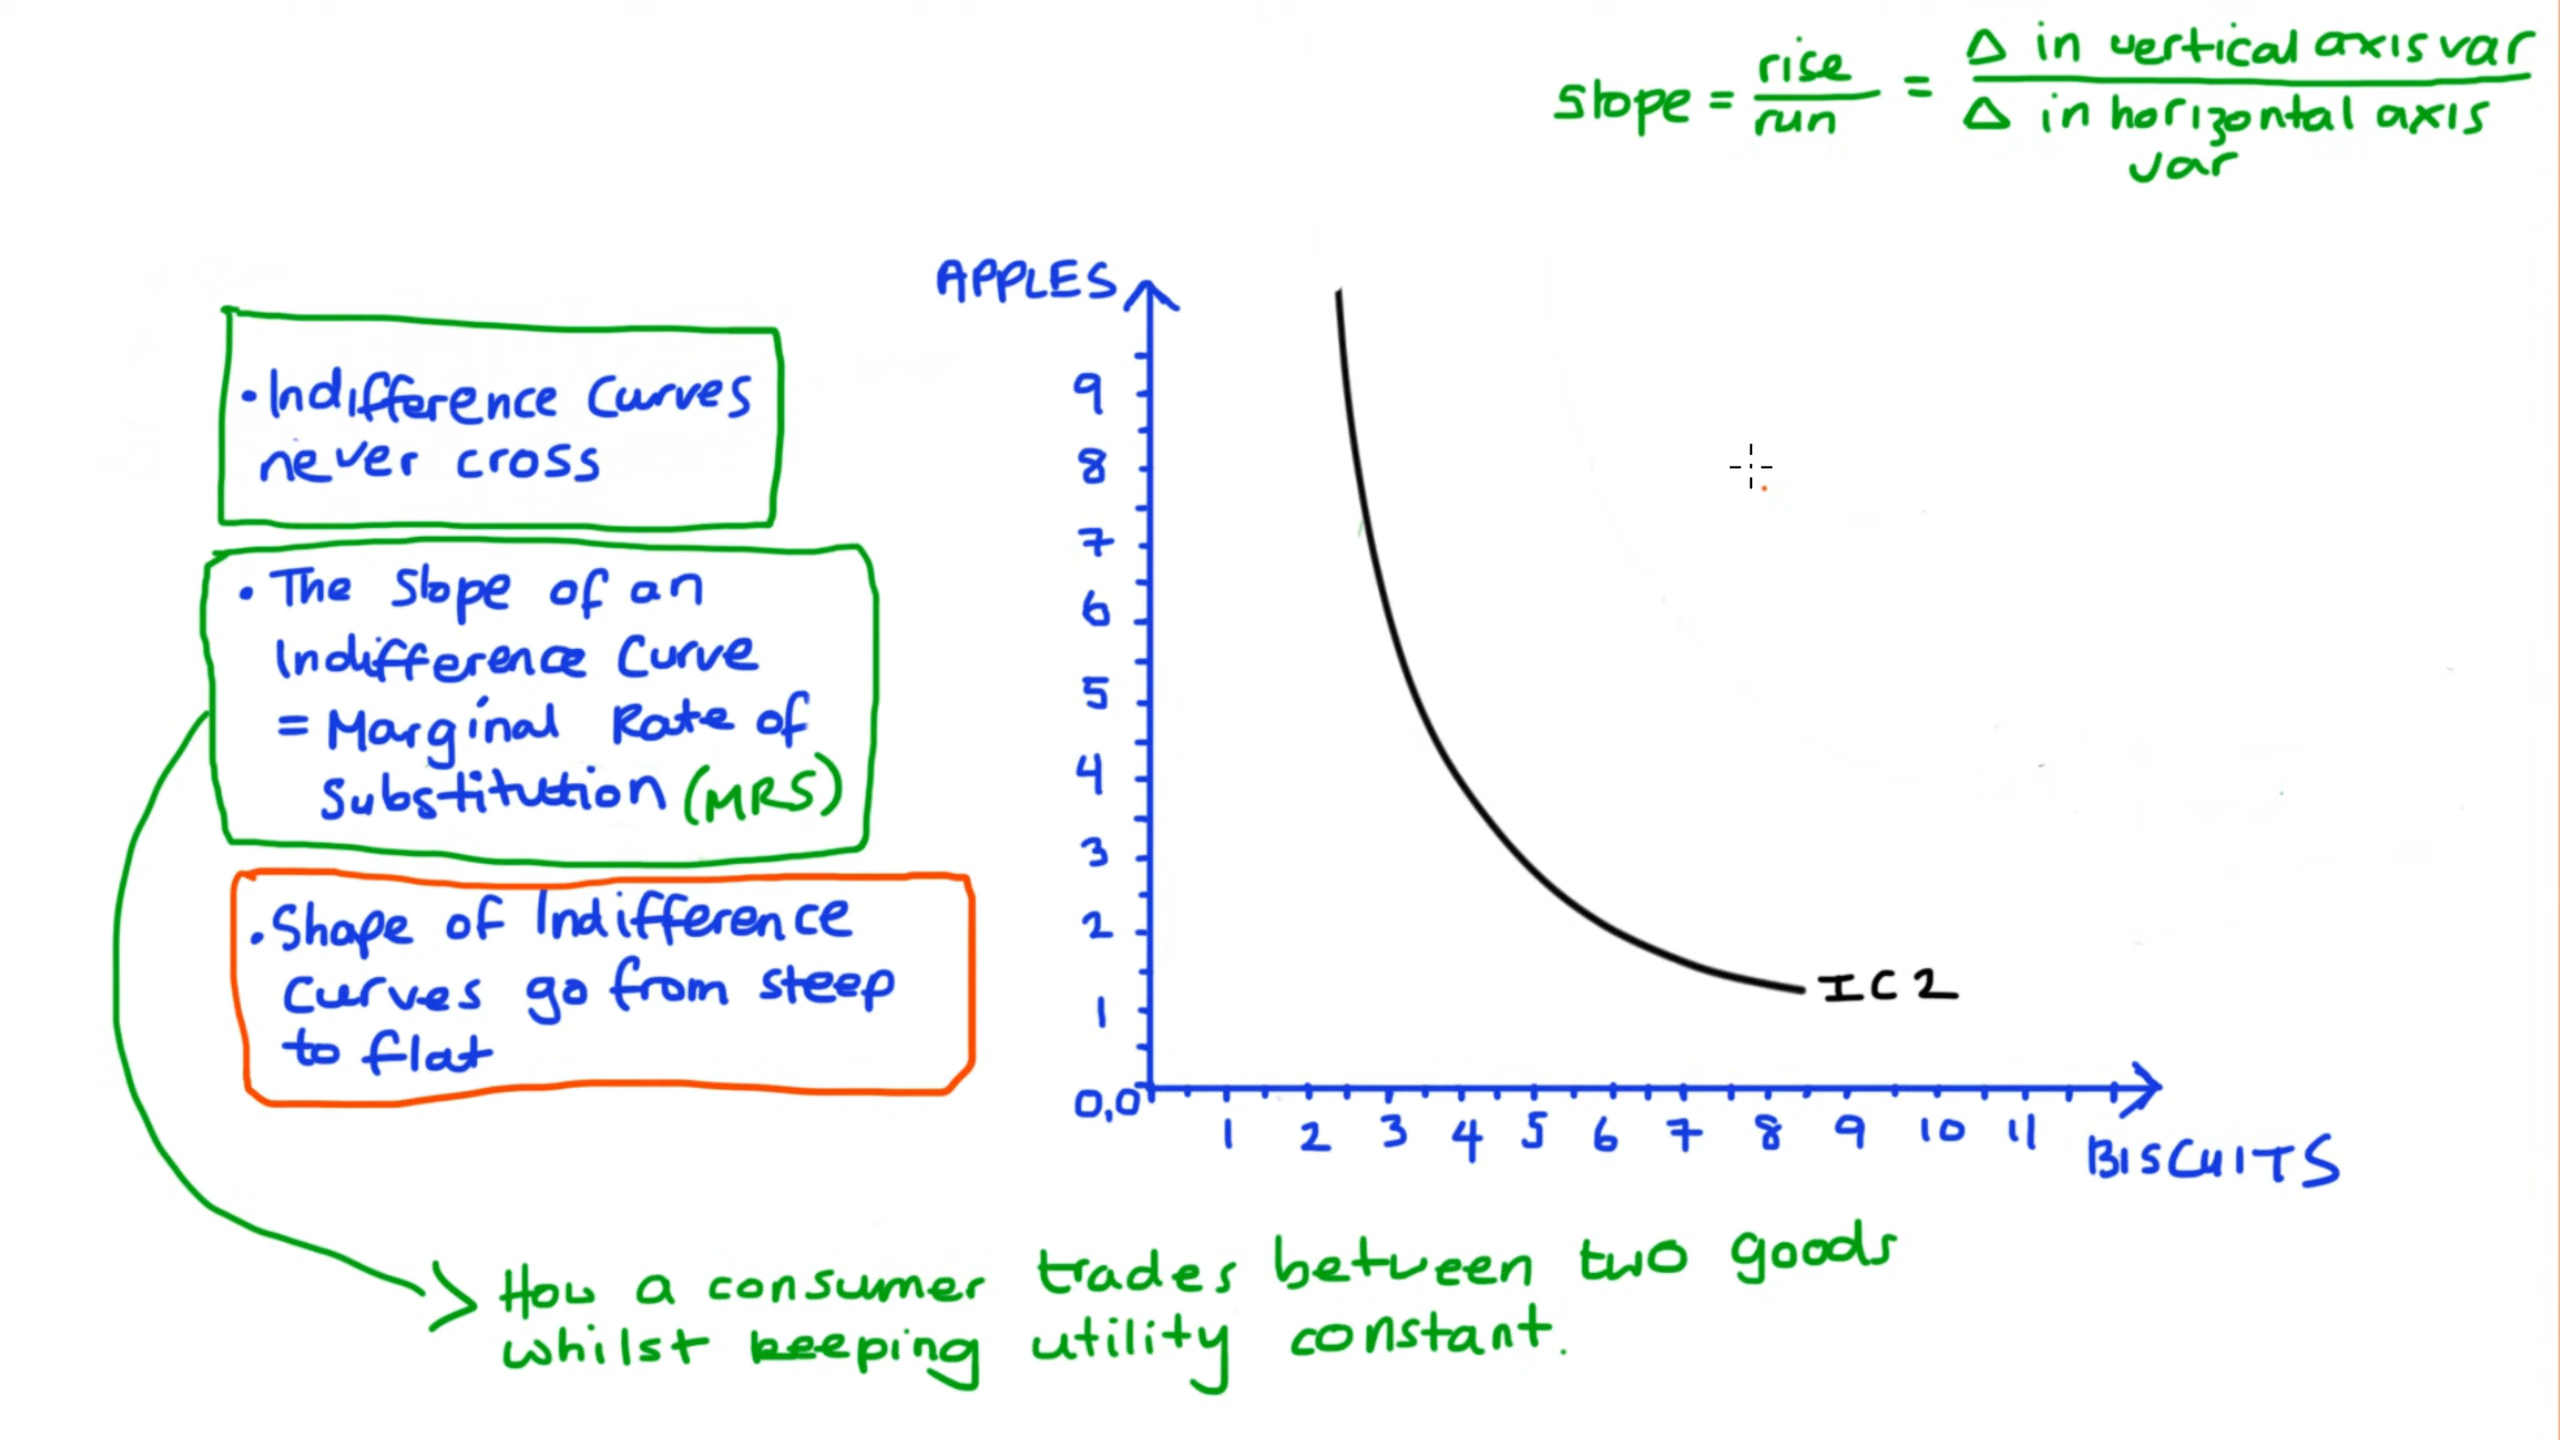 slope = rise / run = Δ in vertical axis var / Δ in horizontal axis var
• Indifference Curves
never cross
• The Slope of an
Indifference Curve
= Marginal Rate of
Substitution (MRS)
• Shape of Indifference
Curves go from steep
to flat
APPLES
9
8
7
6
5
4
3
2
1
0,0
1 2 3 4 5 6 7 8 9 10 11
BISCUITS
IC2
How a consumer trades between two goods
whilst keeping utility constant.